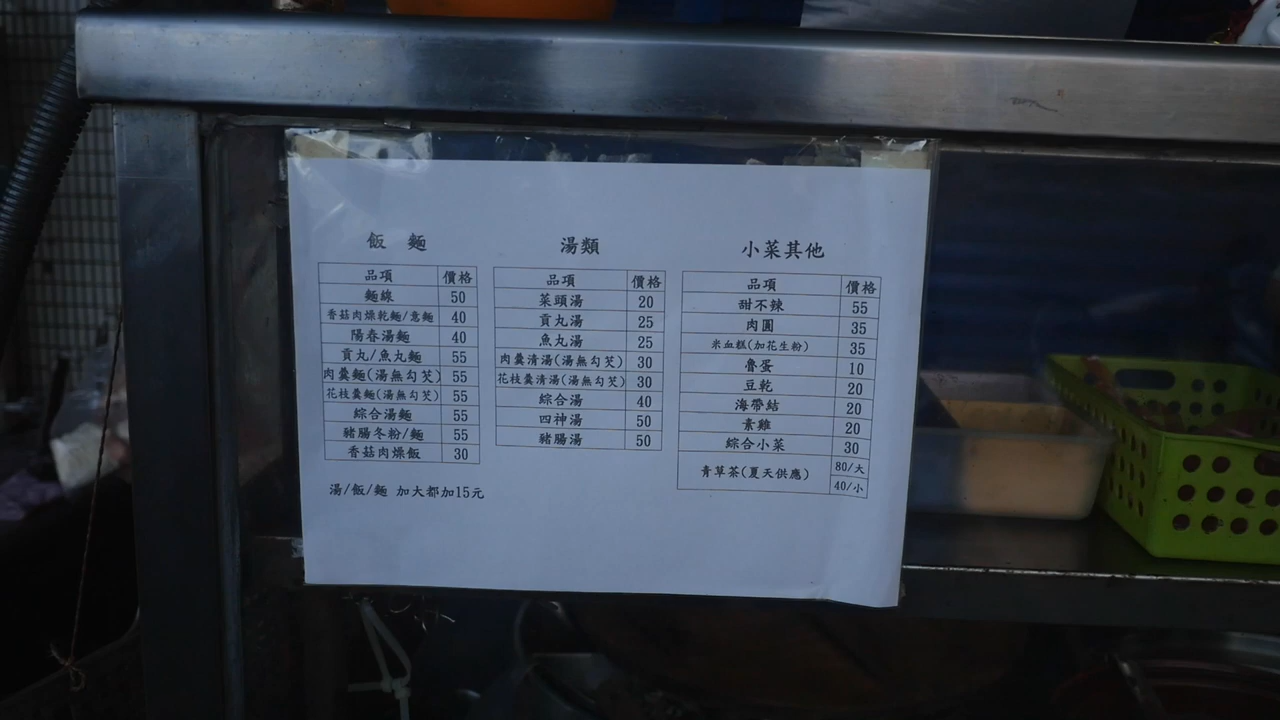 飯 麵
品項 價格
麵線 50
香菇肉燥乾麵/意麵 40
陽春湯麵 40
貢丸/魚丸麵 55
肉羹麵(湯無勾芡) 55
花枝羹麵(湯無勾芡) 55
綜合湯麵 55
豬腸冬粉/麵 55
香菇肉燥飯 30
湯/飯/麵 加大都加15元
湯類
品項 價格
菜頭湯 20
貢丸湯 25
魚丸湯 25
肉羹清湯(湯無勾芡) 30
花枝羹清湯(湯無勾芡) 30
綜合湯 40
四神湯 50
豬腸湯 50
小菜其他
品項 價格
甜不辣 55
肉圓 35
米血糕(加花生粉) 35
魯蛋 10
豆乾 20
海帶結 20
素雞 20
綜合小菜 30
青草茶(夏天供應) 80/大
40/小